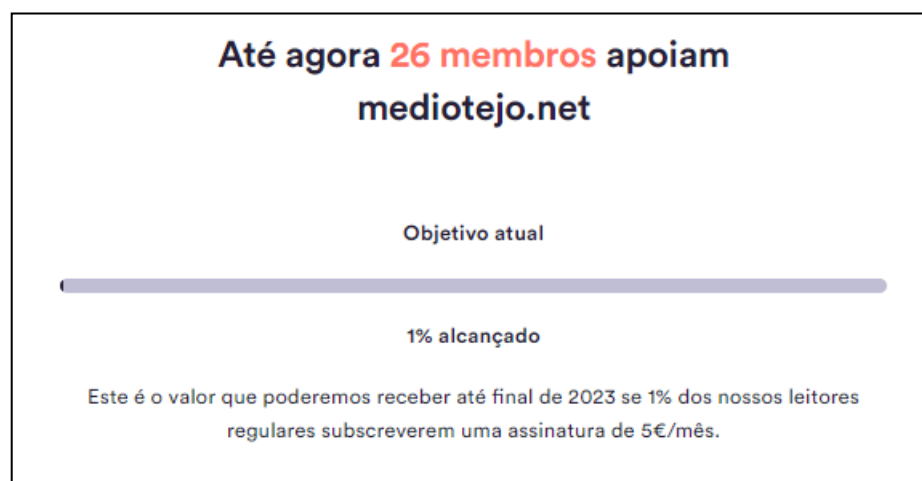 Até agora 26 membros apoiam
mediotejo.net
Objetivo atual
1% alcançado
Este é o valor que poderemos receber até final de 2023 se 1% dos nossos leitores
regulares subscreverem uma assinatura de 5€/mês.